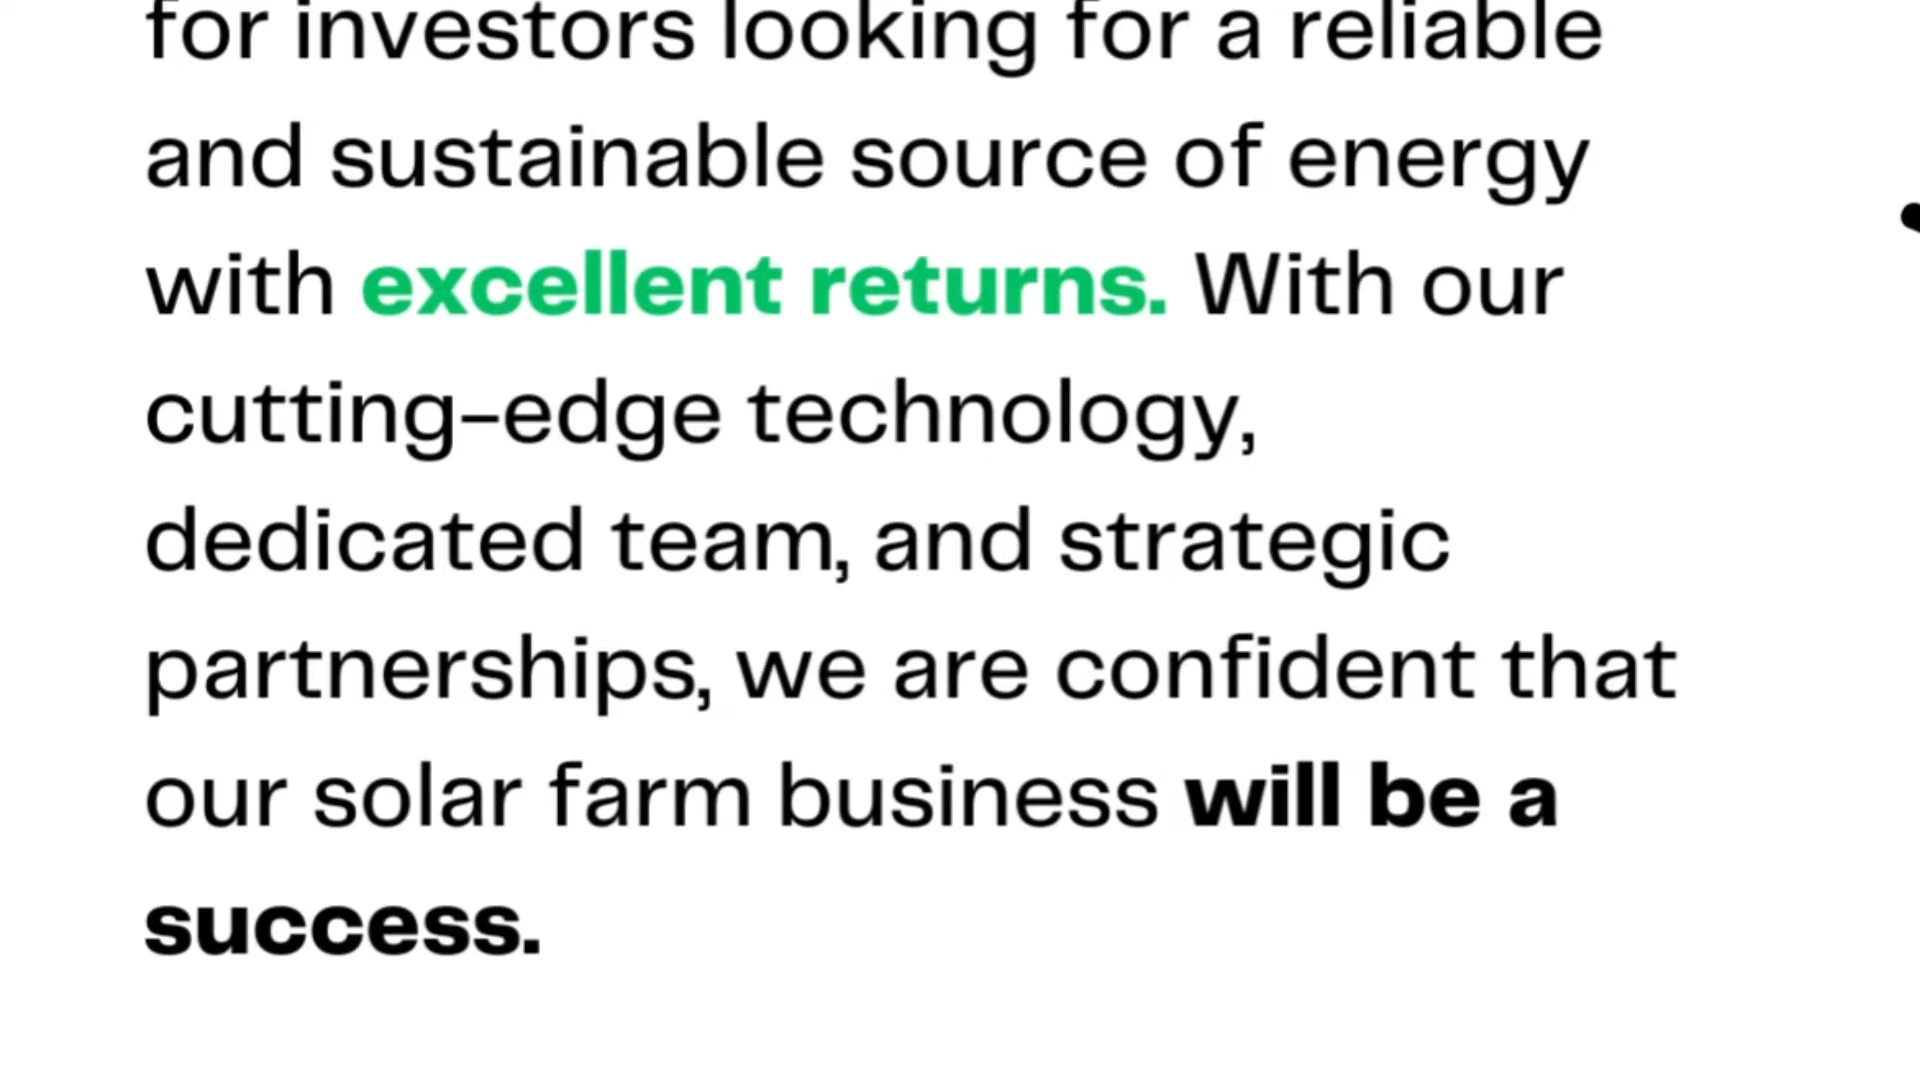 for investors looking for a reliable
and sustainable source of energy
with excellent returns. With our
cutting-edge technology,
dedicated team, and strategic
partnerships, we are confident that
our solar farm business will be a
success.